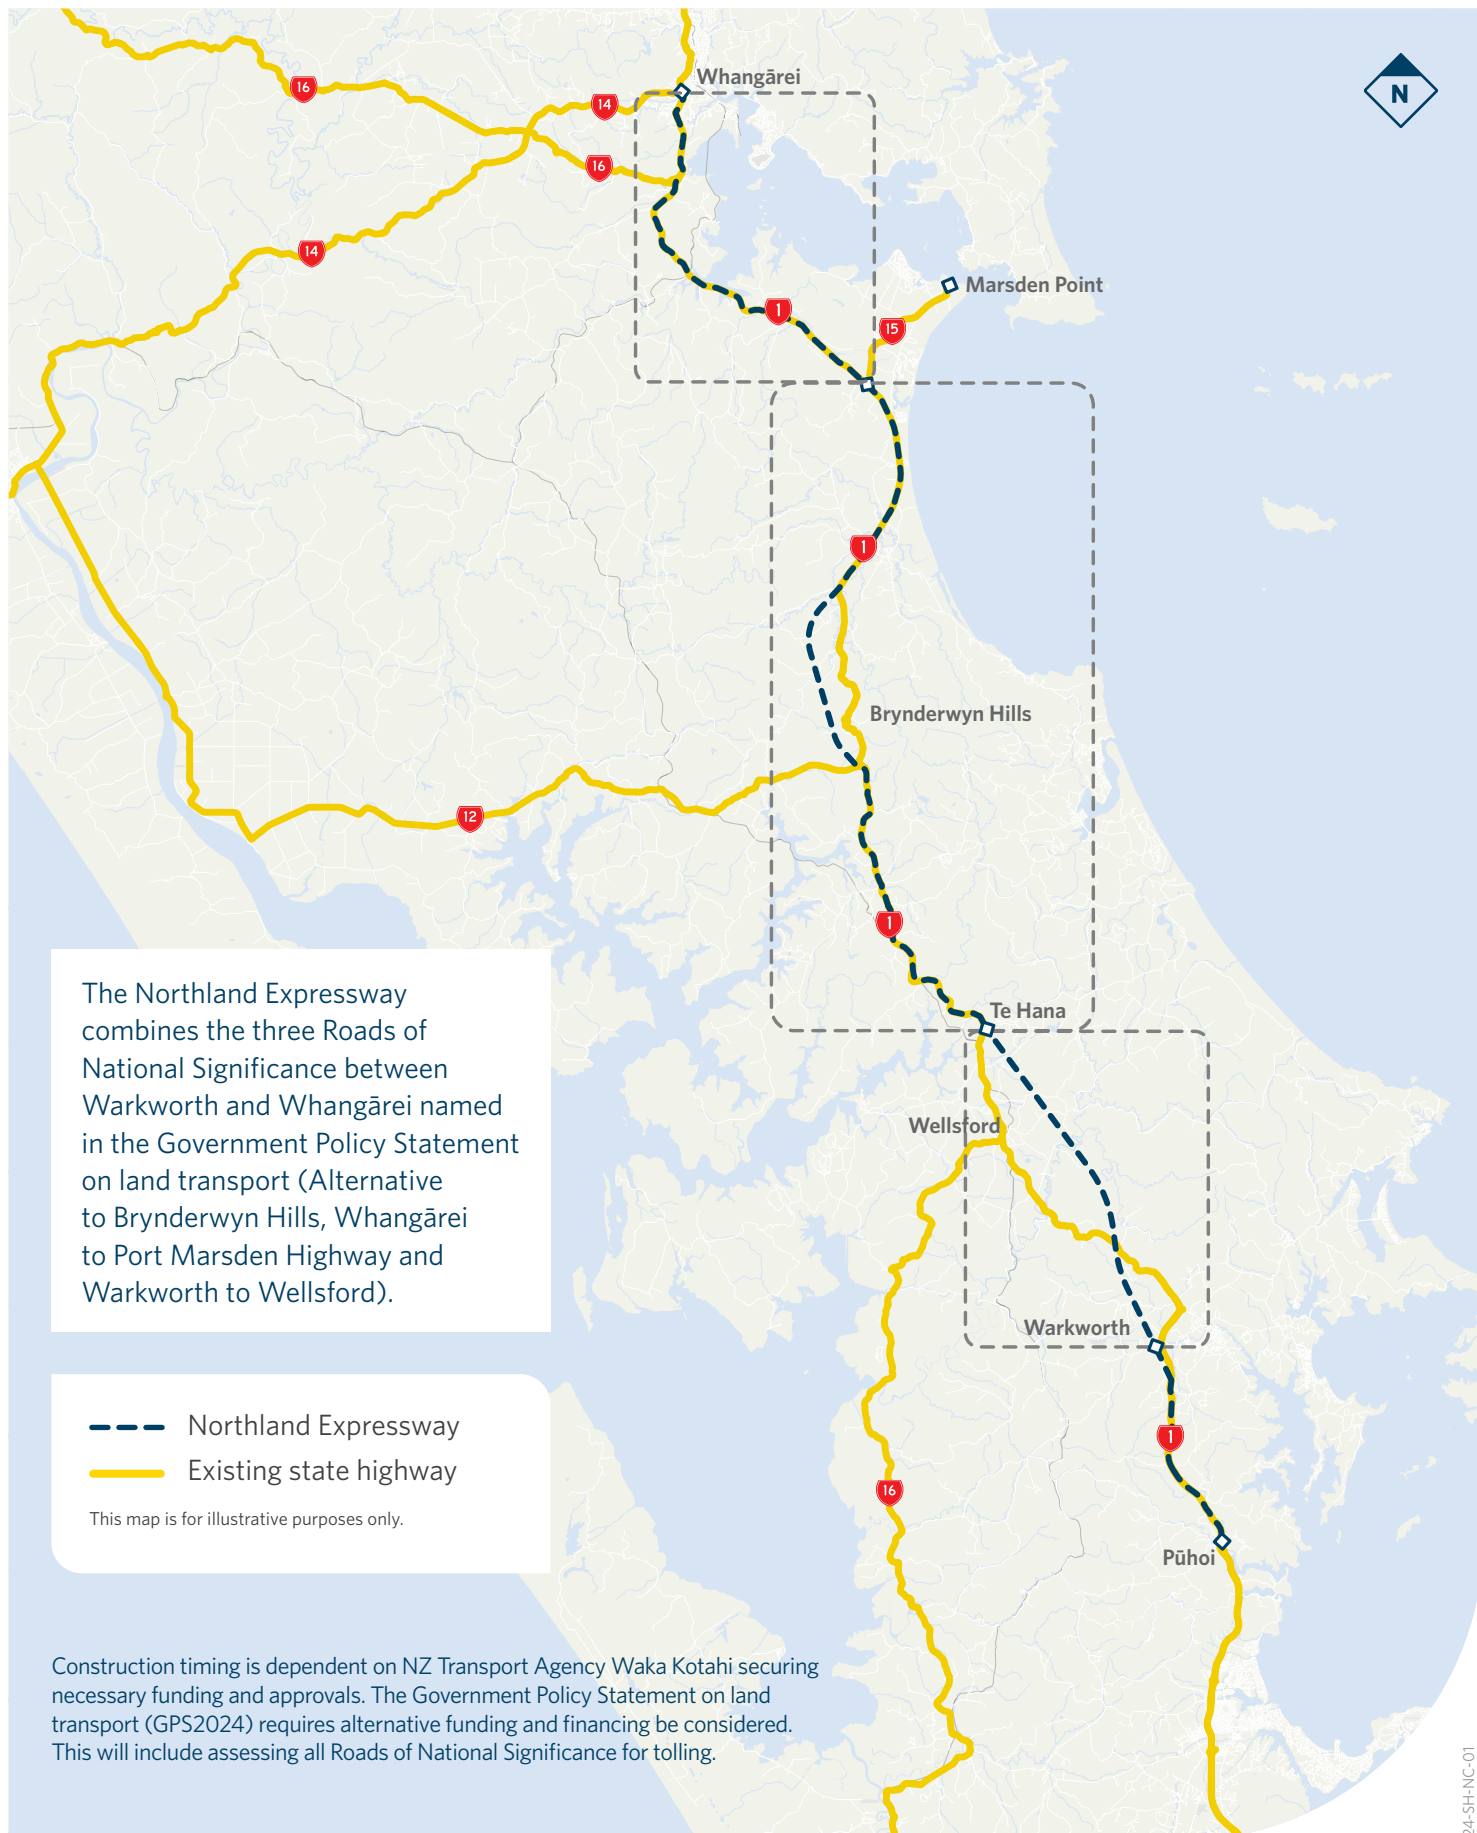 Whangārei
N
16
14
16
14
Marsden Point
1
15
1
Brynderwyn Hills
12
1
Te Hana
Wellsford
Warkworth
1
16
Pūhoi
The Northland Expressway
combines the three Roads of
National Significance between
Warkworth and Whangārei named
in the Government Policy Statement
on land transport (Alternative
to Brynderwyn Hills, Whangārei
to Port Marsden Highway and
Warkworth to Wellsford).
Northland Expressway
Existing state highway
This map is for illustrative purposes only.
Construction timing is dependent on NZ Transport Agency Waka Kotahi securing
necessary funding and approvals. The Government Policy Statement on land
transport (GPS2024) requires alternative funding and financing be considered.
This will include assessing all Roads of National Significance for tolling.
24-SH-NC-01